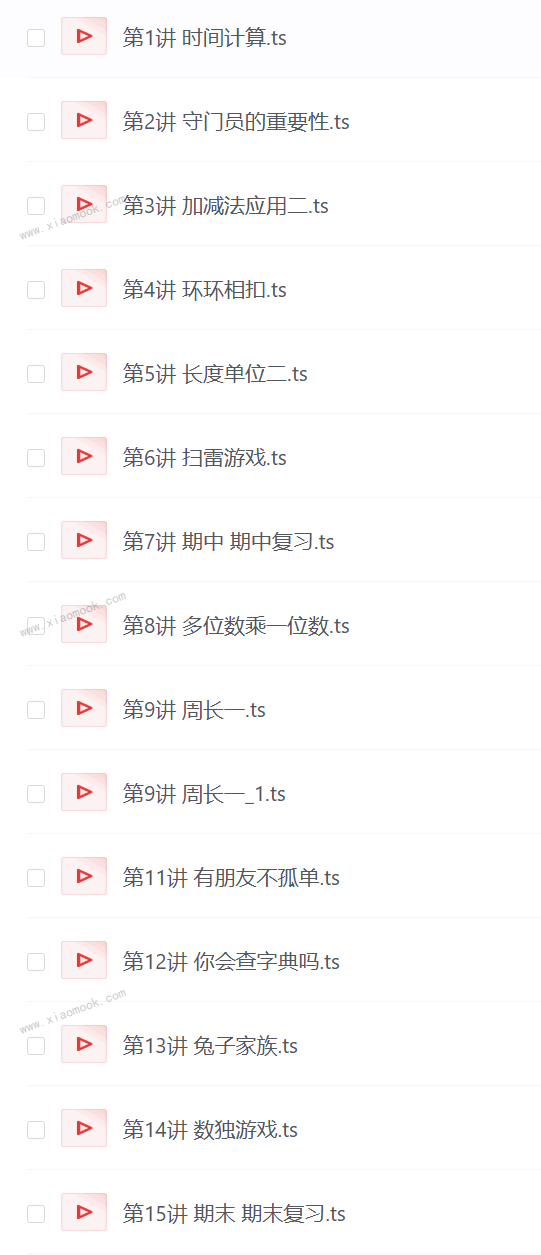 第1讲 时间计算.ts
第2讲 守门员的重要性.ts
第3讲 加减法应用二.ts
www.xiaomook.com
第4讲 环环相扣.ts
第5讲 长度单位二.ts
第6讲 扫雷游戏.ts
第7讲 期中 期中复习.ts
www.xiaomook.com
第8讲 多位数乘一位数.ts
第9讲 周长一.ts
第9讲 周长一_1.ts
第11讲 有朋友不孤单.ts
第12讲 你会查字典吗.ts
www.xiaomook.com
第13讲 兔子家族.ts
第14讲 数独游戏.ts
第15讲 期末 期末复习.ts